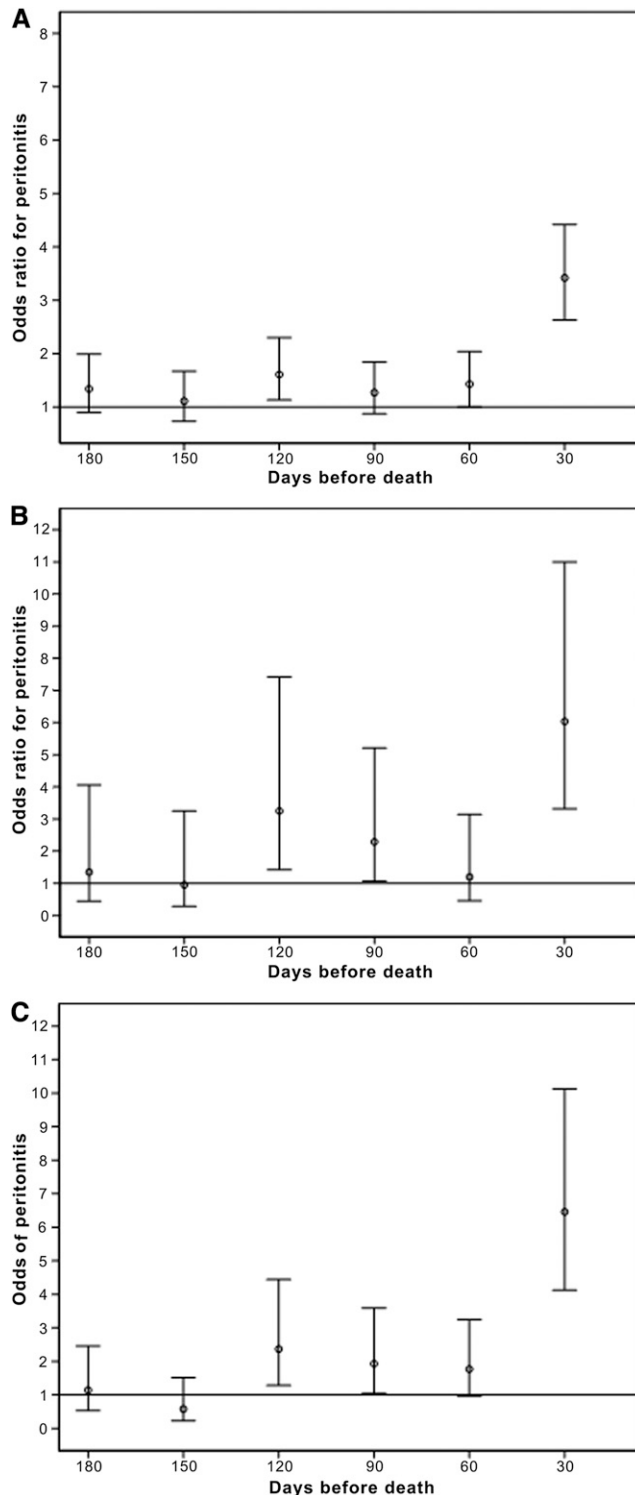 A
8
7
6
5
4
3
2
1
Odds ratio for peritonitis
180 150 120 90 60 30
Days before death
B
12
11
10
9
8
7
6
5
4
3
2
1
0
Odds ratio for peritonitis
180 150 120 90 60 30
Days before death
C
12
11
10
9
8
7
6
5
4
3
2
1
0
Odds of peritonitis
180 150 120 90 60 30
Days before death